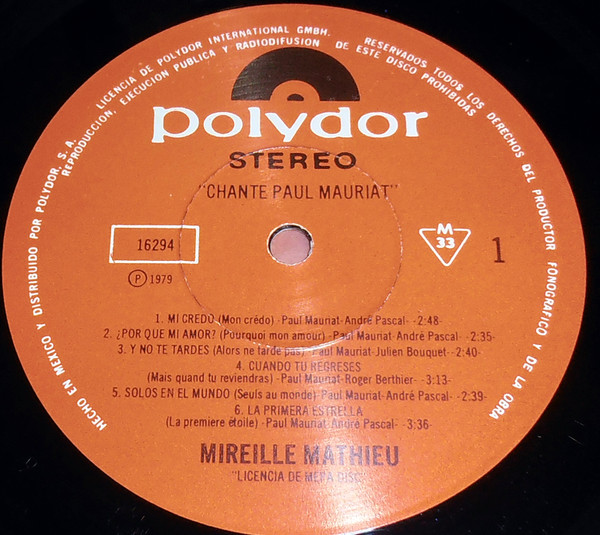 LICENCIA DE POLYDOR INTERNATIONAL GMBH. RESERVADOS TODOS LOS DERECHOS DEL PRODUCTOR FONOGRAFICO Y DE LA OBRA
HECHO EN MEXICO Y DISTRIBUIDO POR POLYDOR, S. A. REPRODUCCION, EJECUCION PUBLICA Y RADIODIFUSION DE ESTE DISCO PROHIBIDAS
polydor
STEREO
"CHANTE PAUL MAURIAT"
16294
M
33
1
Ⓟ 1979
1. MI CREDO (Mon crédo) -Paul Mauriat-André Pascal- -2:48-
2. ¿POR QUE MI AMOR? (Pourquoi mon amour) -Paul Mauriat-André Pascal- -2:35-
3. Y NO TE TARDES (Alors ne tarde pas) -Paul Mauriat-Julien Bouquet- -2:40-
4. CUANDO TU REGRESES
(Mais quand tu reviendras) -Paul Mauriat-Roger Berthier- -3:13-
5. SOLOS EN EL MUNDO (Seuls au monde) -Paul Mauriat-André Pascal- -2:39-
6. LA PRIMERA ESTRELLA
(La premiere étoile) -Paul Mauriat-André Pascal- -3:36-
MIREILLE MATHIEU
"LICENCIA DE MEPA DISC"